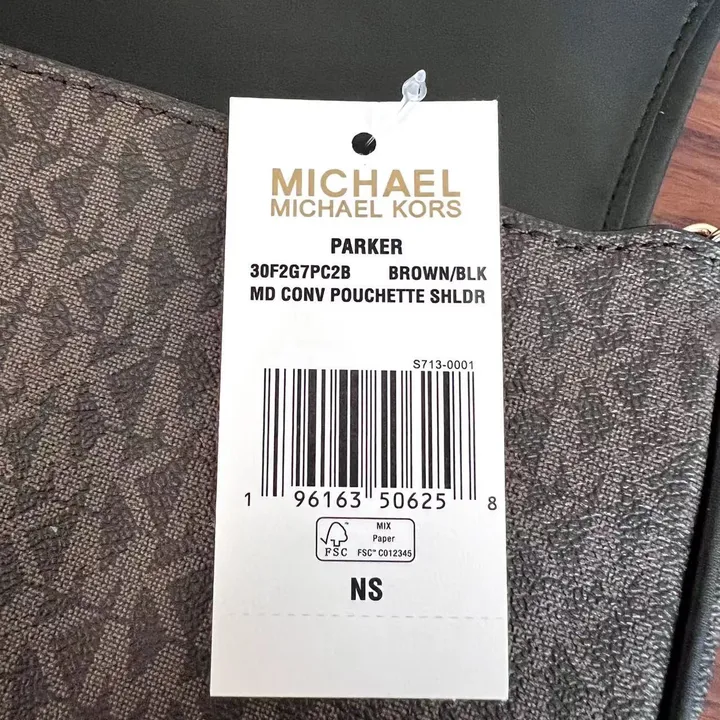 MICHAEL
MICHAEL KORS
PARKER
30F2G7PC2B BROWN/BLK
MD CONV POUCHETTE SHLDR
S713-0001
1 96163 50625 8
FSC
MIX
Paper
FSC™ C012345
NS